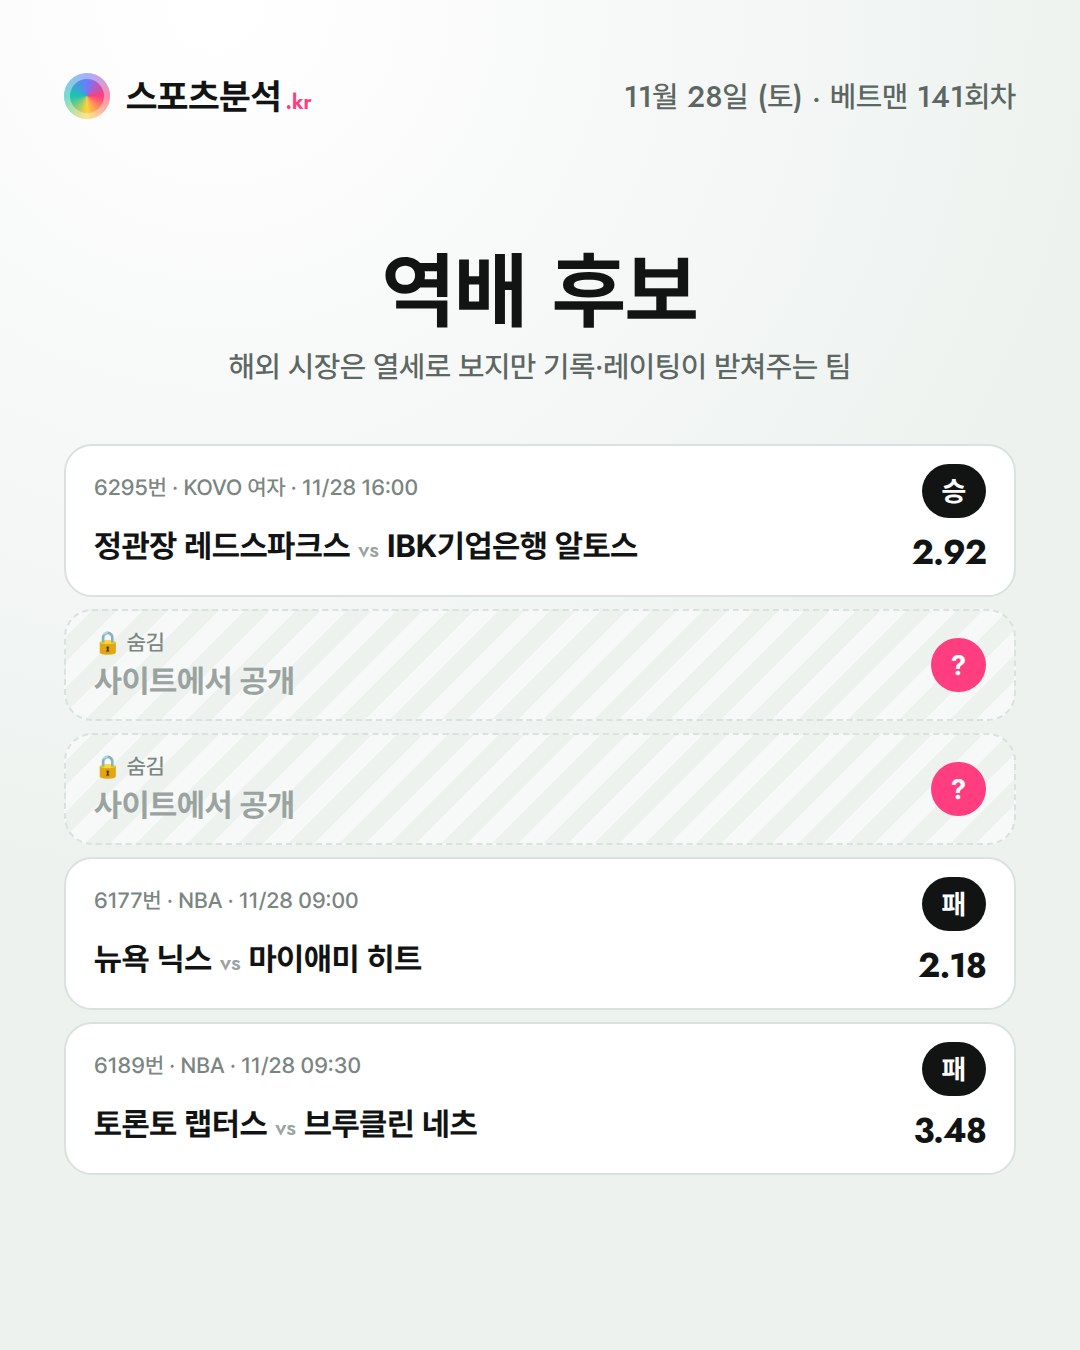 스포츠분석.kr
11월 28일 (토) · 베트맨 141회차
역배 후보
해외 시장은 열세로 보지만 기록·레이팅이 받쳐주는 팀
6295번 · KOVO 여자 · 11/28 16:00
승
정관장 레드스파크스 vs IBK기업은행 알토스
2.92
🔒 숨김
사이트에서 공개
?
🔒 숨김
사이트에서 공개
?
6177번 · NBA · 11/28 09:00
패
뉴욕 닉스 vs 마이애미 히트
2.18
6189번 · NBA · 11/28 09:30
패
토론토 랩터스 vs 브루클린 네츠
3.48